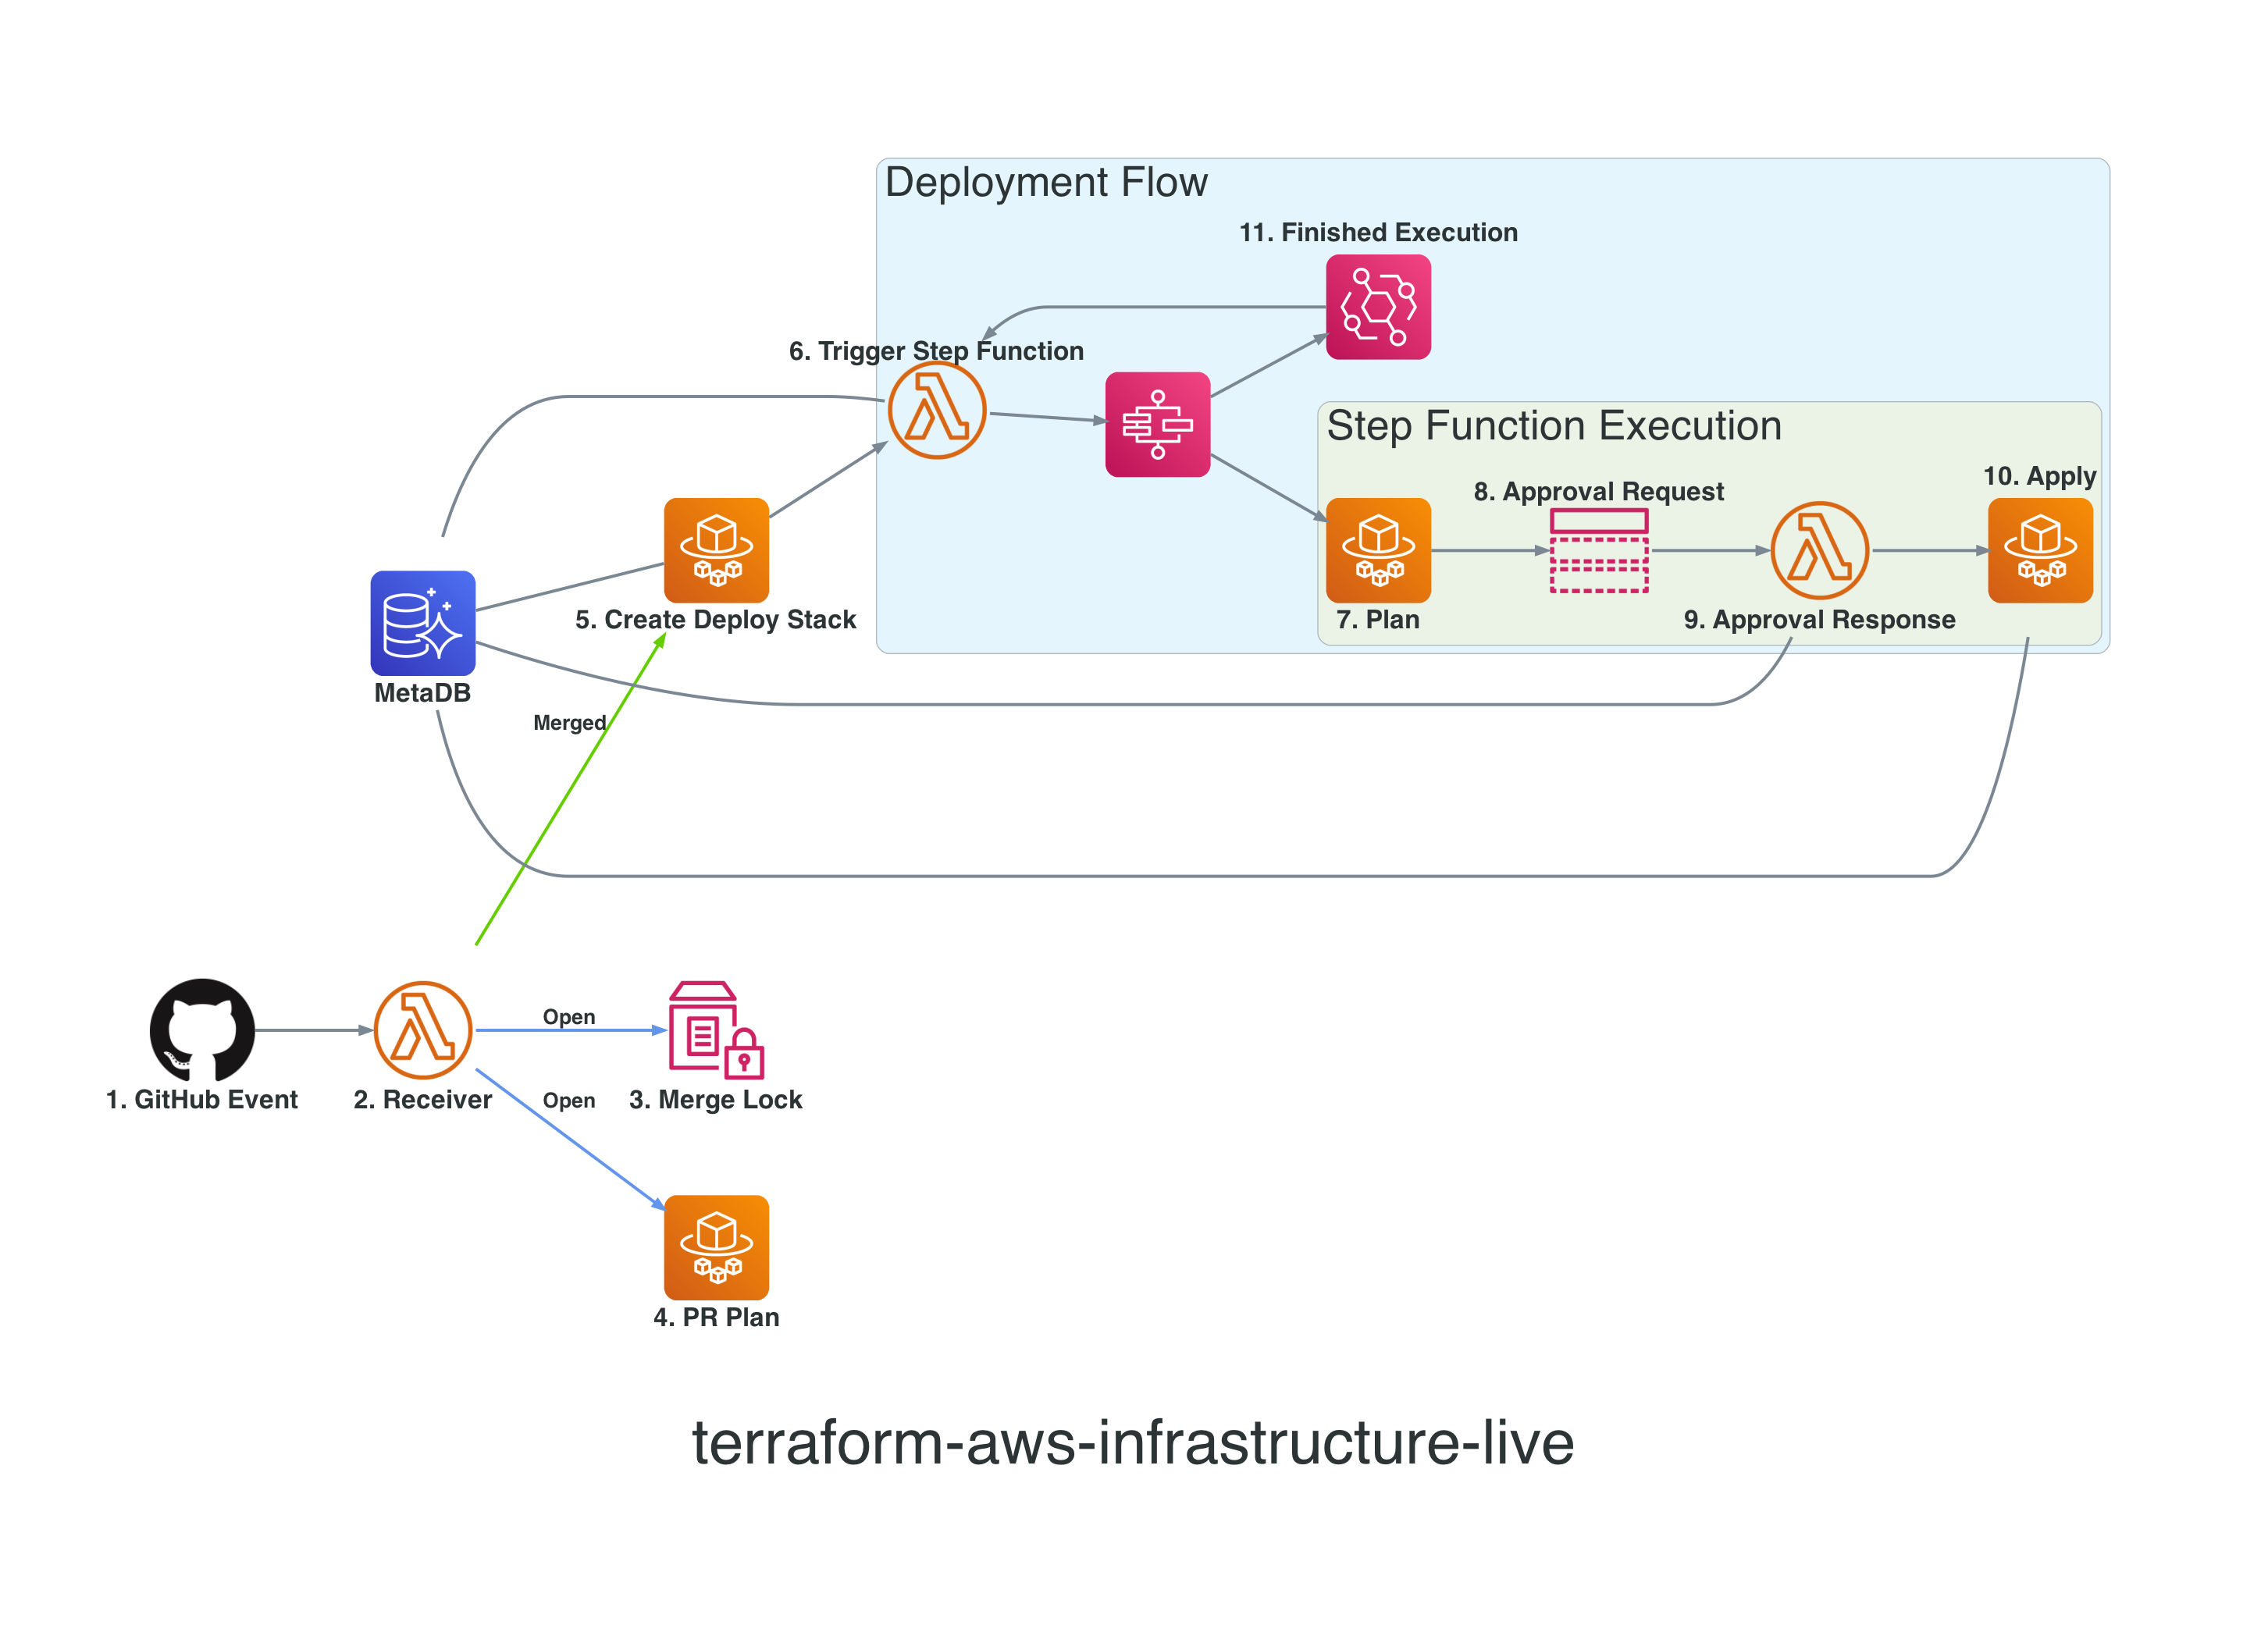 Deployment Flow
11. Finished Execution
6. Trigger Step Function
Step Function Execution
10. Apply
8. Approval Request
5. Create Deploy Stack
7. Plan
9. Approval Response
MetaDB
Merged
Open
1. GitHub Event
2. Receiver
Open
3. Merge Lock
4. PR Plan
terraform-aws-infrastructure-live